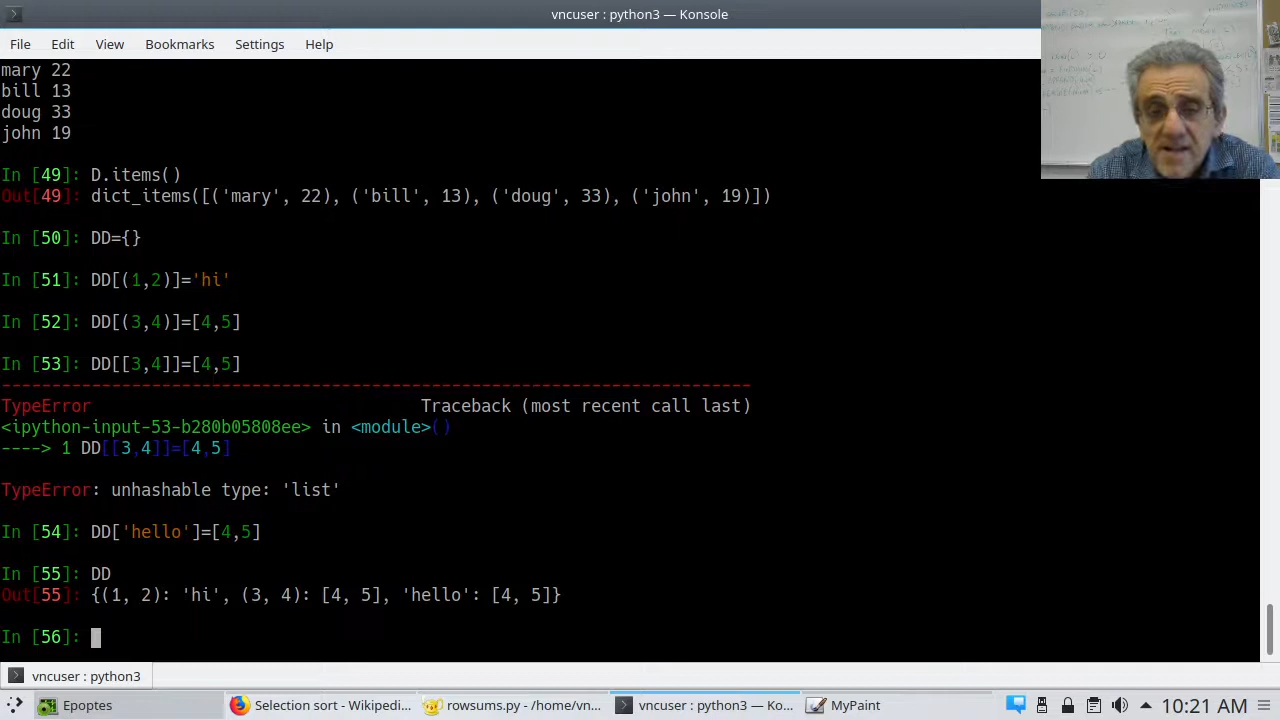 vncuser : python3 — Konsole
File Edit View Bookmarks Settings Help
mary 22
bill 13
doug 33
john 19
In [49]: D.items()
Out[49]: dict_items([('mary', 22), ('bill', 13), ('doug', 33), ('john', 19)])
In [50]: DD={}
In [51]: DD[(1,2)]='hi'
In [52]: DD[(3,4)]=[4,5]
In [53]: DD[[3,4]]=[4,5]
---------------------------------------------------------------------------
TypeError Traceback (most recent call last)
<ipython-input-53-b280b05808ee> in <module>()
----> 1 DD[[3,4]]=[4,5]
TypeError: unhashable type: 'list'
In [54]: DD['hello']=[4,5]
In [55]: DD
Out[55]: {(1, 2): 'hi', (3, 4): [4, 5], 'hello': [4, 5]}
In [56]:
vncuser : python3
Epoptes Selection sort - Wikipedi... rowsums.py - /home/vn... vncuser : python3 — Ko... MyPaint 10:21 AM